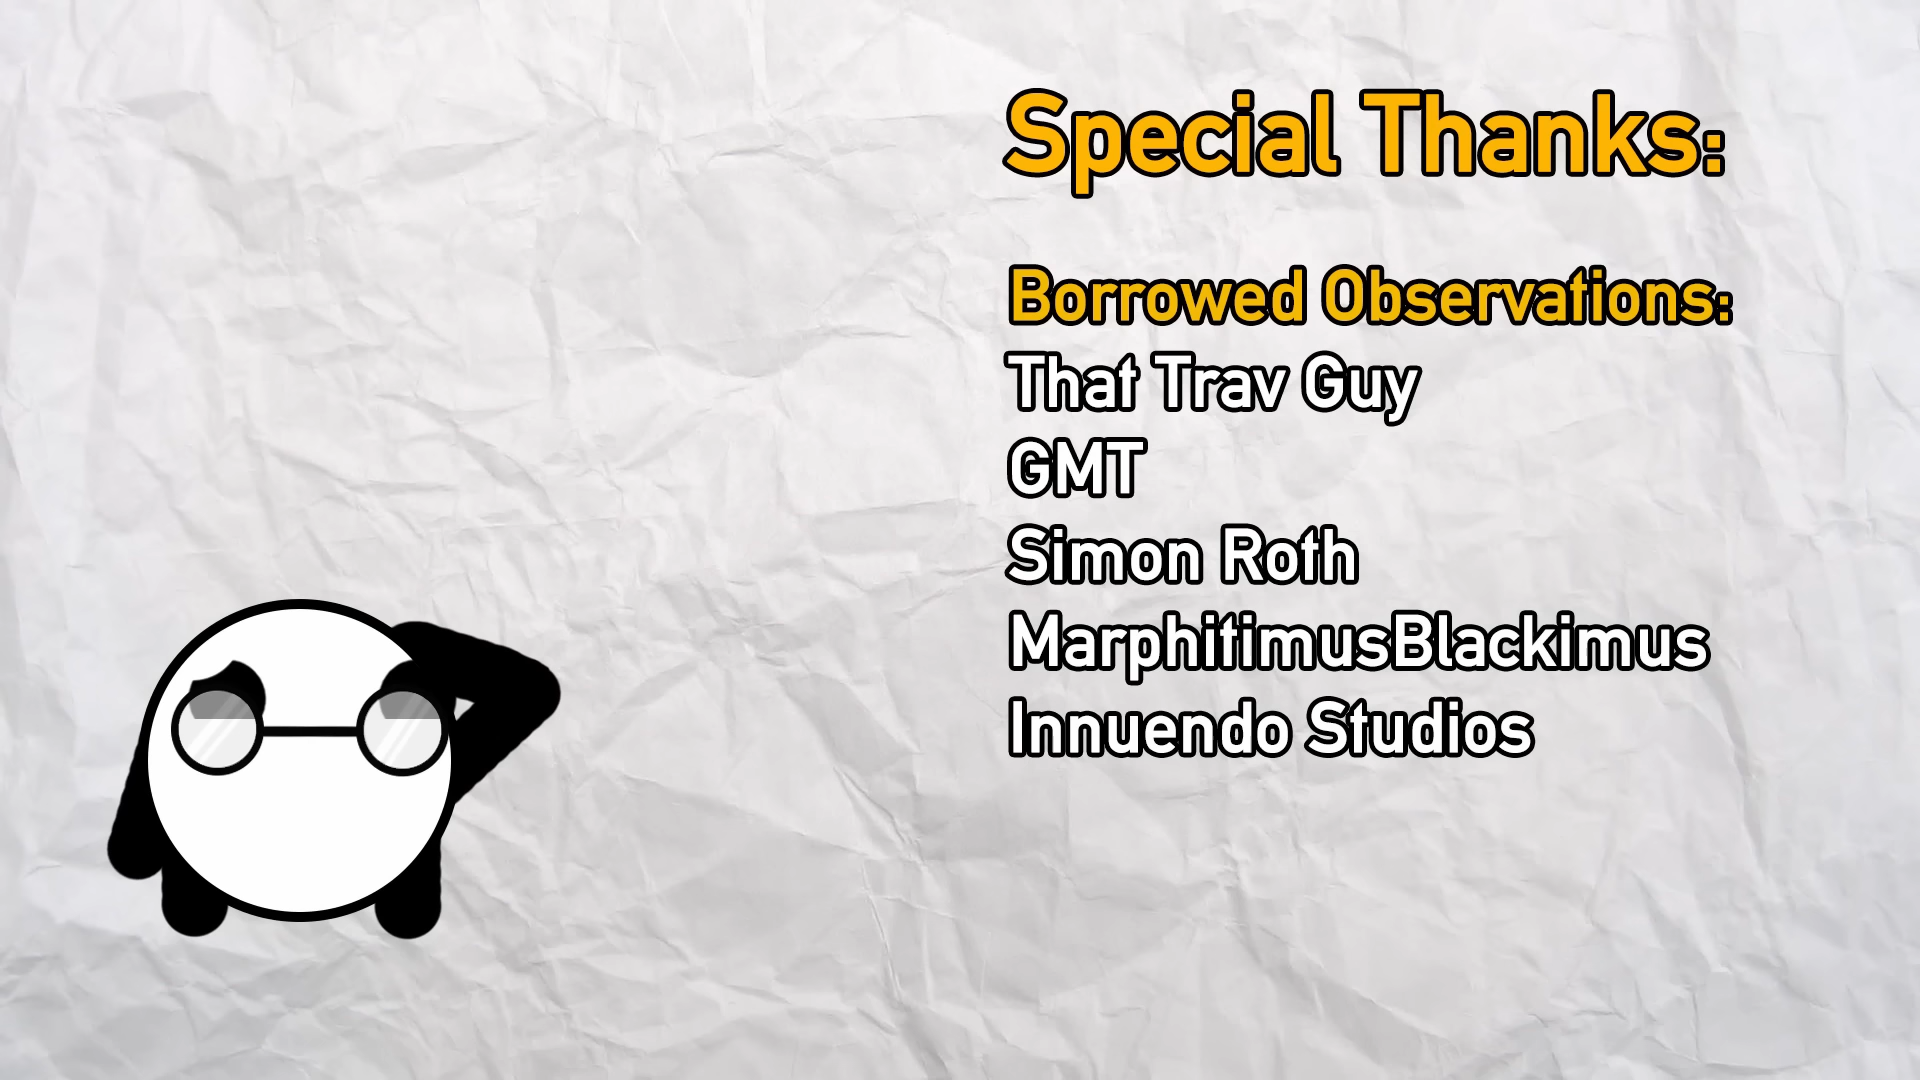 Special Thanks:
Borrowed Observations:
That Trav Guy
GMT
Simon Roth
MarphitimusBlackimus
Innuendo Studios